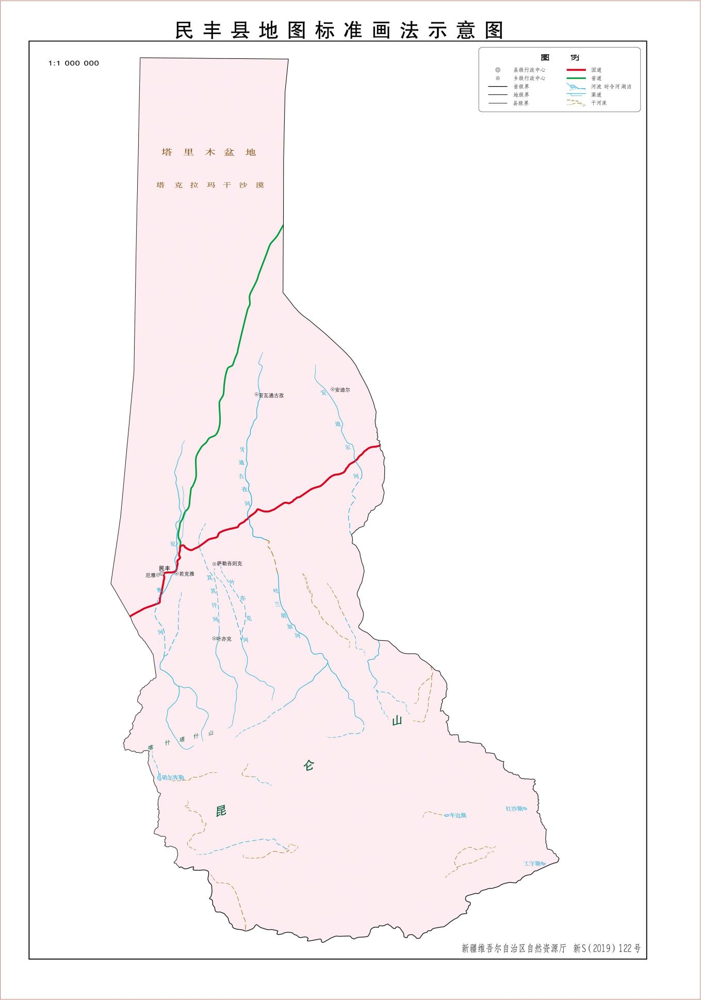 民丰县地图标准画法示意图
1:1 000 000
图 例
县级行政中心
乡级行政中心
省级界
地级界
县级界
国道
省道
河流 时令河 湖泊
渠道
干河床
塔里木盆地
塔克拉玛干沙漠
安迪尔
亚瓦通古孜
安迪尔河
牙通古孜河
尼雅河
萨勒吾则克
民丰
尼雅
若克雅
其其汗河
叶亦克河
吐兰胡加河
叶亦克
喀什塔什山
昆仑山
硝尔库勒
半边湖
红沙湖
工字湖
新疆维吾尔自治区自然资源厅 新S(2019)122号